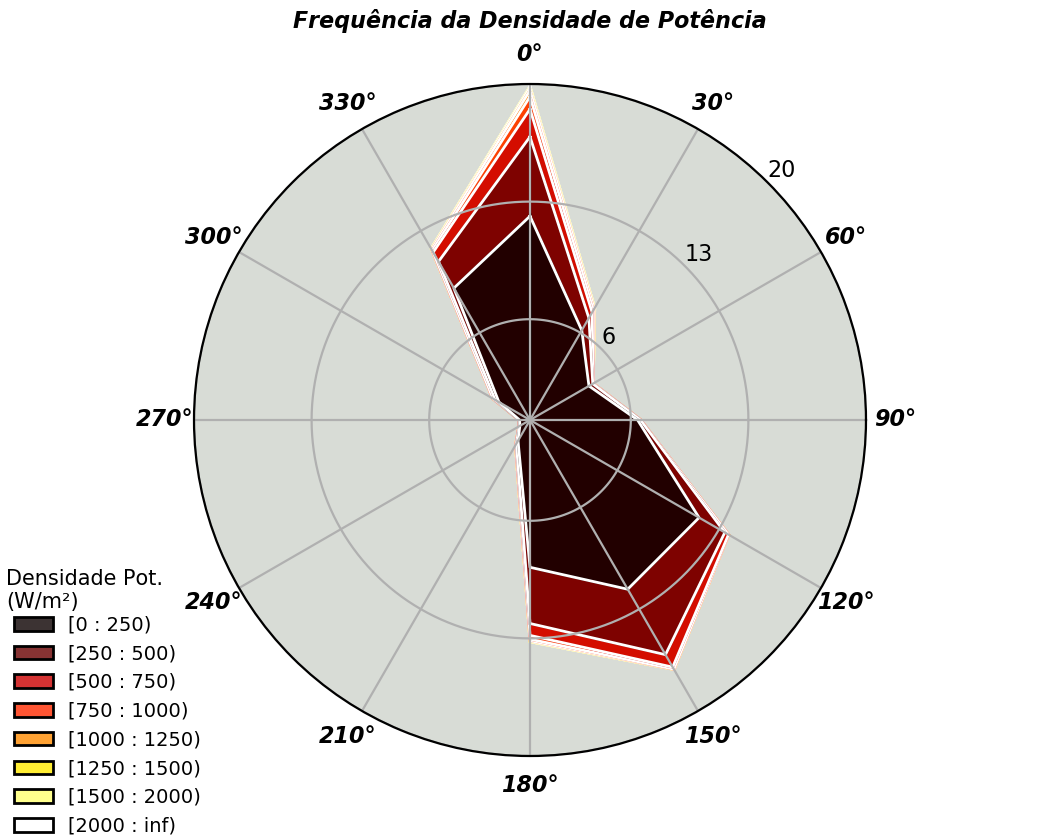 Frequência da Densidade de Potência
0°
330°
30°
20
300°
60°
13
6
270°
90°
Densidade Pot.
(W/m²)
240°
120°
[0 : 250)
[250 : 500)
[500 : 750)
[750 : 1000)
210°
150°
[1000 : 1250)
[1250 : 1500)
180°
[1500 : 2000)
[2000 : inf)